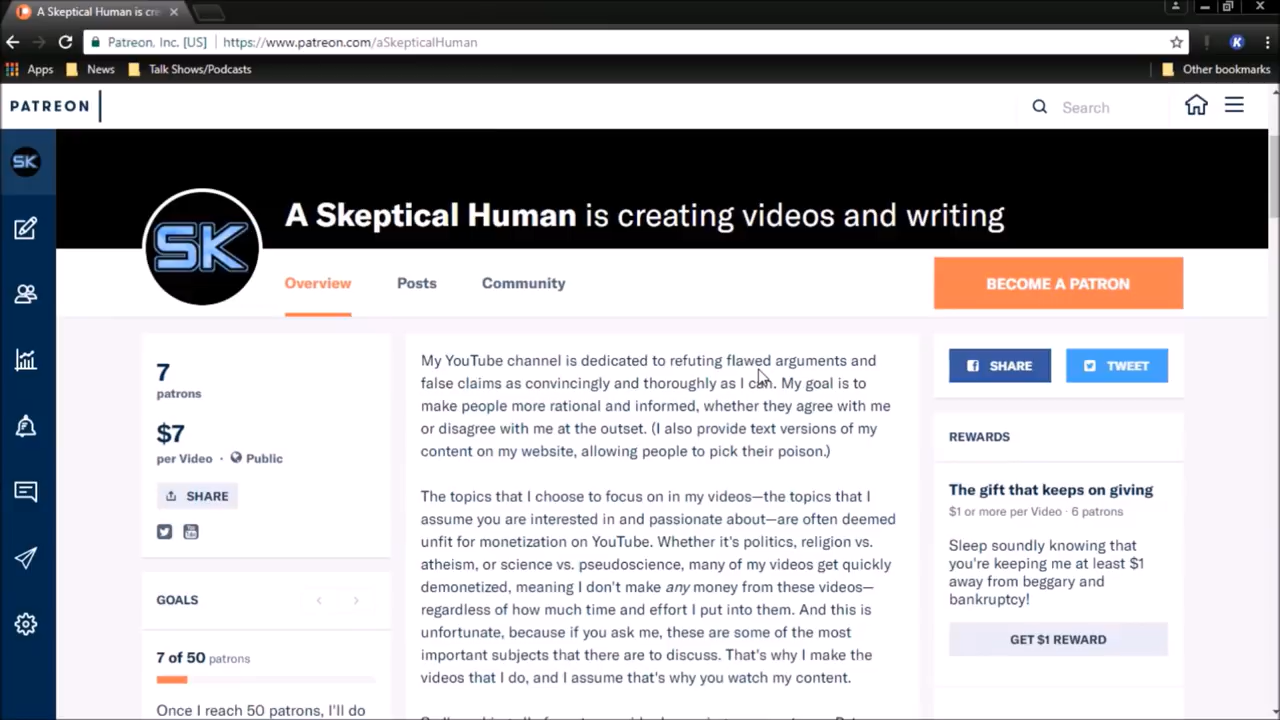 A Skeptical Human is cre
Patreon, Inc. [US]
https://www.patreon.com/aSkepticalHuman
K
Apps
News
Talk Shows/Podcasts
Other bookmarks
PATREON
Search
SK
SK
A Skeptical Human is creating videos and writing
Overview
Posts
Community
BECOME A PATRON
7
patrons
$7
per Video · Public
SHARE
GOALS
7 of 50 patrons
Once I reach 50 patrons, I'll do
My YouTube channel is dedicated to refuting flawed arguments and
false claims as convincingly and thoroughly as I can. My goal is to
make people more rational and informed, whether they agree with me
or disagree with me at the outset. (I also provide text versions of my
content on my website, allowing people to pick their poison.)
The topics that I choose to focus on in my videos—the topics that I
assume you are interested in and passionate about—are often deemed
unfit for monetization on YouTube. Whether it's politics, religion vs.
atheism, or science vs. pseudoscience, many of my videos get quickly
demonetized, meaning I don't make any money from these videos—
regardless of how much time and effort I put into them. And this is
unfortunate, because if you ask me, these are some of the most
important subjects that there are to discuss. That's why I make the
videos that I do, and I assume that's why you watch my content.
SHARE
TWEET
REWARDS
The gift that keeps on giving
$1 or more per Video · 6 patrons
Sleep soundly knowing that
you're keeping me at least $1
away from beggary and
bankruptcy!
GET $1 REWARD